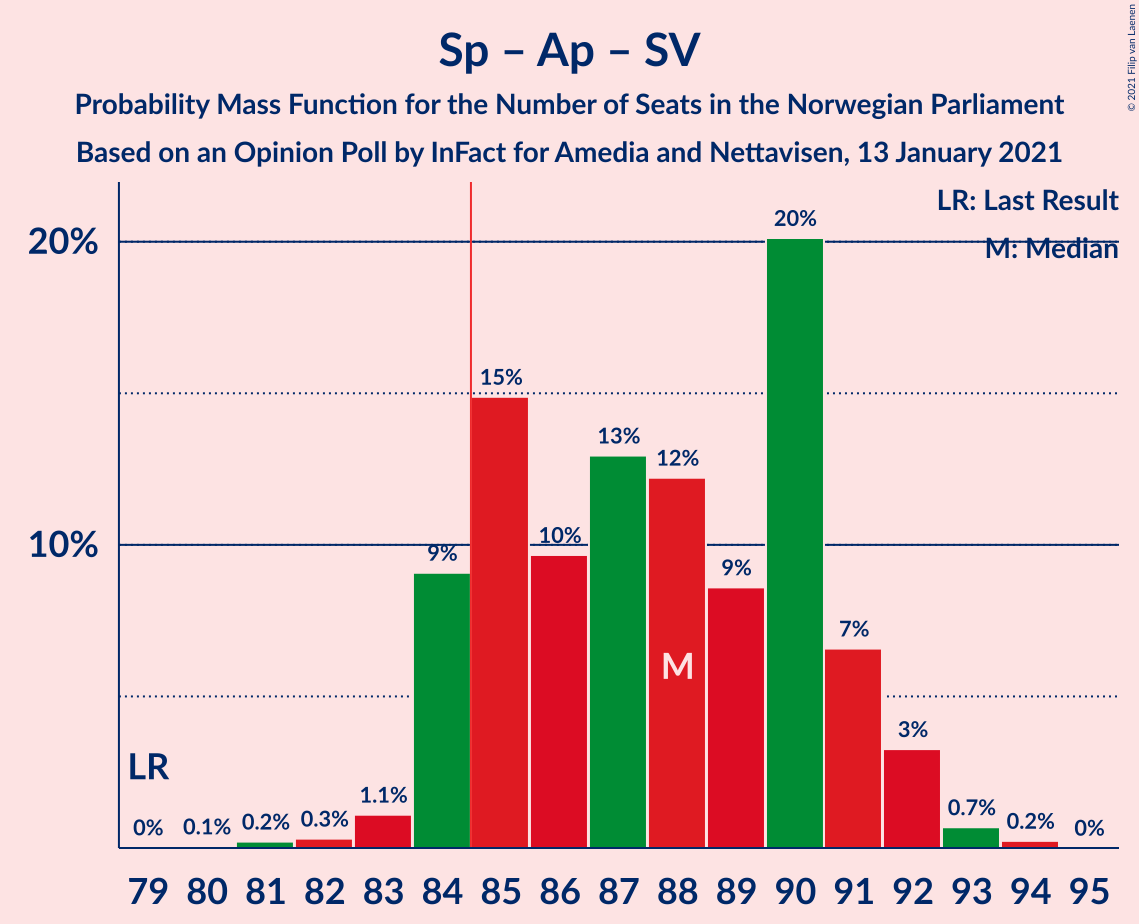 Sp – Ap – SV
Probability Mass Function for the Number of Seats in the Norwegian Parliament
Based on an Opinion Poll by InFact for Amedia and Nettavisen, 13 January 2021
© 2021 Filip van Laenen
LR: Last Result
M: Median
20%
10%
20%
15%
13%
12%
10%
9%
9%
7%
3%
1.1%
0.7%
0.3%
0.2%
0.2%
0.1%
0%
0%
M
LR
79 80 81 82 83 84 85 86 87 88 89 90 91 92 93 94 95